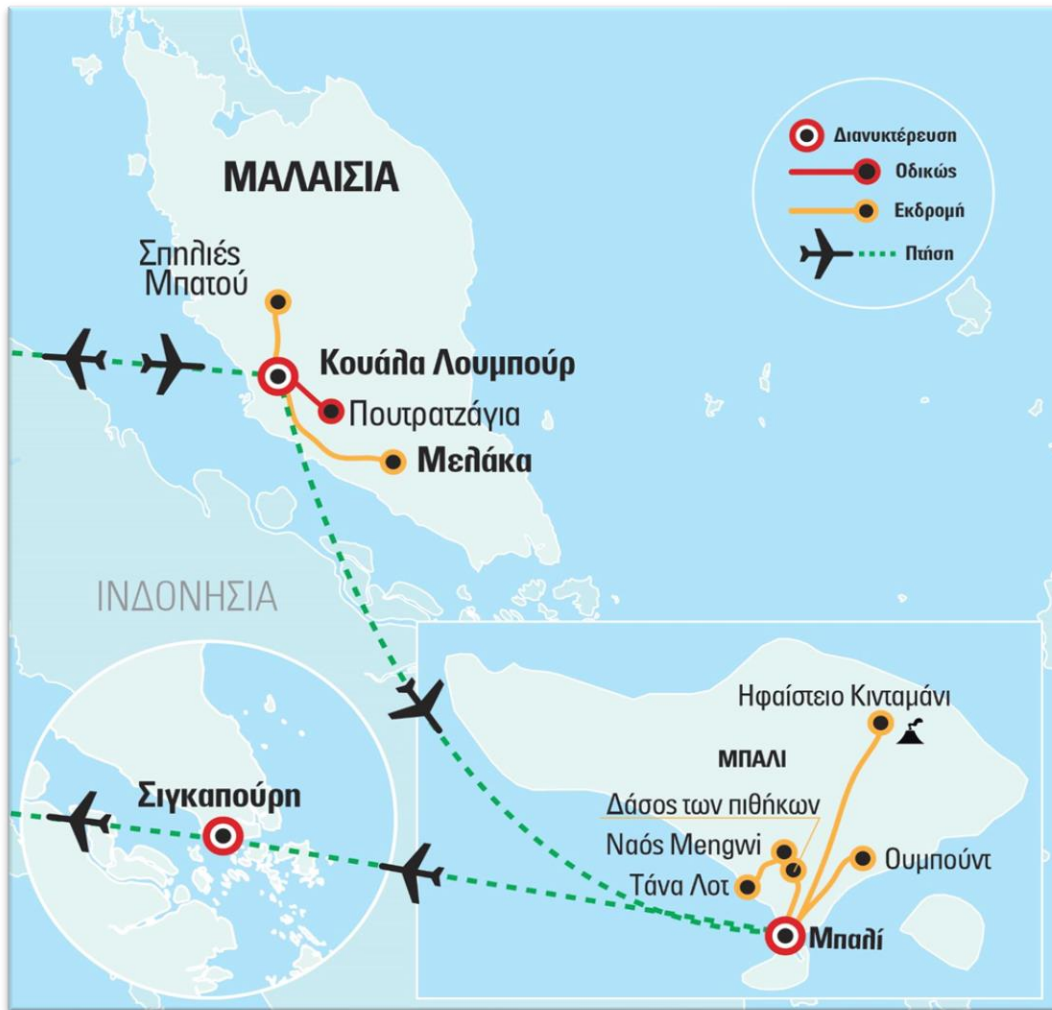 Διανυκτέρευση
Οδικώς
Εκδρομή
Πτήση
ΜΑΛΑΙΣΙΑ
Σπηλιές
Μπατού
Κουάλα Λουμπούρ
Πουτρατζάγια
Μελάκα
ΙΝΔΟΝΗΣΙΑ
Σιγκαπούρη
Ηφαίστειο Κινταμάνι
ΜΠΑΛΙ
Δάσος των πιθήκων
Ναός Mengwi
Τάνα Λοτ
Ουμπούντ
Μπαλί